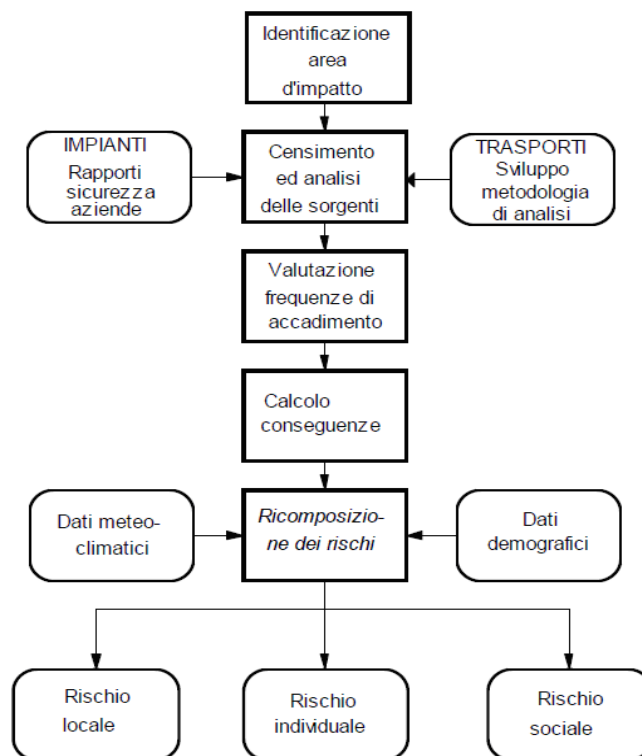 Identificazione
area
d'impatto
IMPIANTI
Rapporti
sicurezza
aziende
Censimento
ed analisi
delle sorgenti
TRASPORTI
Sviluppo
metodologia
di analisi
Valutazione
frequenze di
accadimento
Calcolo
conseguenze
Dati meteo-
climatici
Ricomposizio-
ne dei rischi
Dati
demografici
Rischio
locale
Rischio
individuale
Rischio
sociale